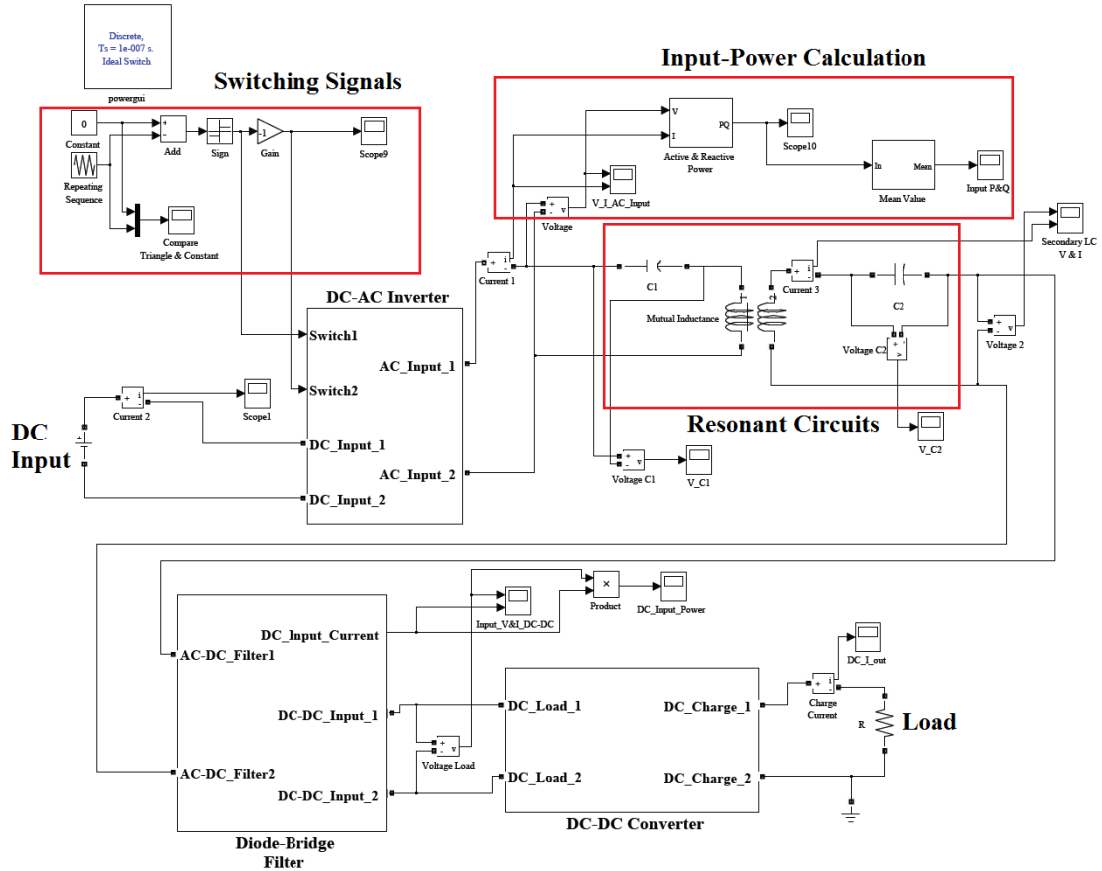 Discrete,
Ts = 1e-007 s.
Ideal Switch
powergui
Switching Signals
Input-Power Calculation
0
Constant
+
−
Add
Sign
-1
Gain
Scope9
Repeating
Sequence
Compare
Triangle & Constant
V
I
PQ
Active & Reactive
Power
Scope10
In
Mean
Mean Value
Input P&Q
V_I_AC_Input
+
-
v
Voltage
Secondary LC
V & I
+
i
-
Current 1
C1
Mutual Inductance
1
2
+
i
-
Current 3
C2
+
-
v
Voltage C2
+
-
v
Voltage 2
DC-AC Inverter
Switch1
Switch2
AC_Input_1
DC_Input_1
AC_Input_2
DC_Input_2
+
i
-
Current 2
Scope1
DC
Input
+
Resonant Circuits
V_C2
+
-
v
Voltage C1
V_C1
DC_Input_Current
AC-DC_Filter1
DC-DC_Input_1
AC-DC_Filter2
DC-DC_Input_2
Diode-Bridge
Filter
Input_V&I_DC-DC
×
Product
DC_Input_Power
+
-
v
Voltage Load
DC_Load_1
DC_Charge_1
DC_Load_2
DC_Charge_2
DC-DC Converter
DC_I_out
+
i
-
Charge
Current
R
Load